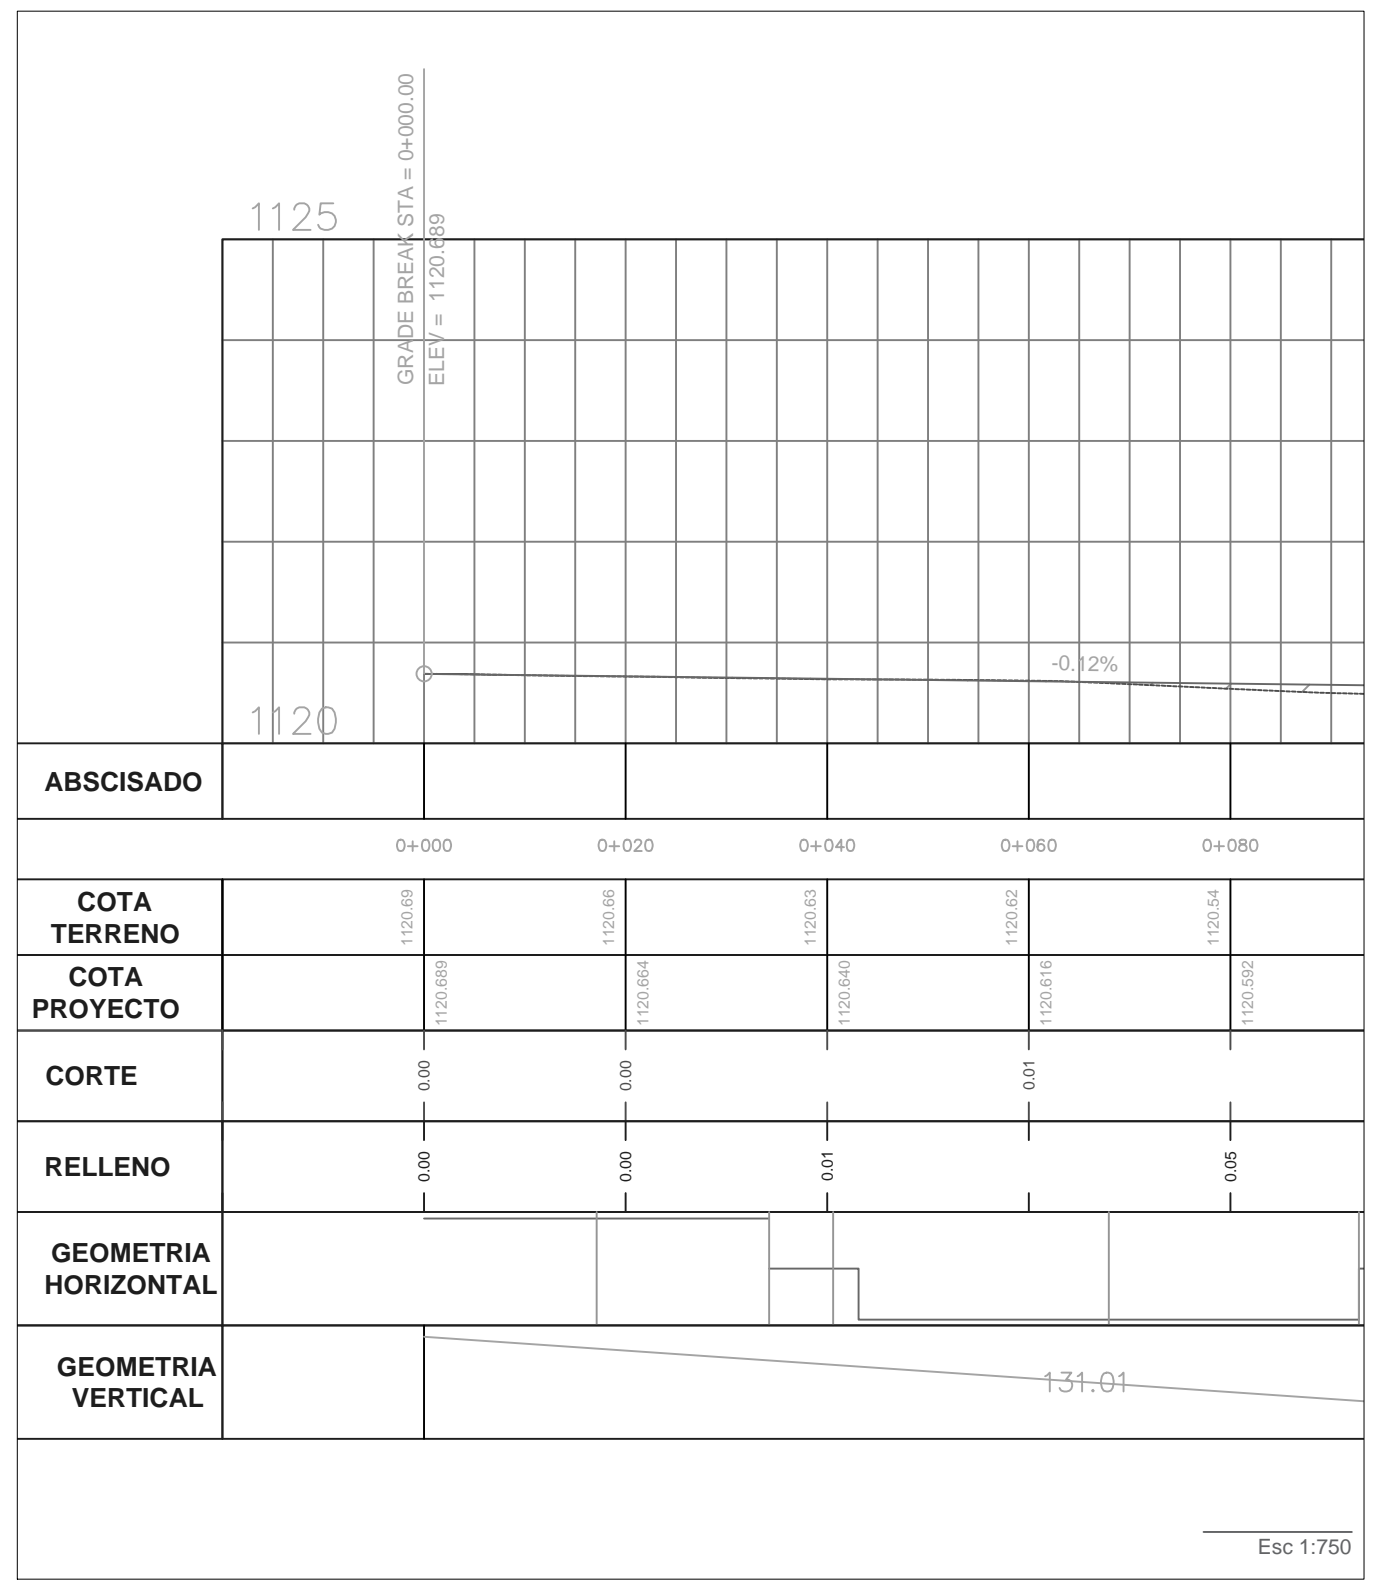 GRADE BREAK STA = 0+000.00
ELEV = 1120.689
1125
-0.12%
1120
ABSCISADO
0+000 0+020 0+040 0+060 0+080
COTA
TERRENO
1120.69 1120.66 1120.63 1120.62 1120.54
COTA
PROYECTO
1120.689 1120.664 1120.640 1120.616 1120.592
CORTE
0.00 0.00 0.01
RELLENO
0.00 0.00 0.01 0.05
GEOMETRIA
HORIZONTAL
GEOMETRIA
VERTICAL
131.01
Esc 1:750